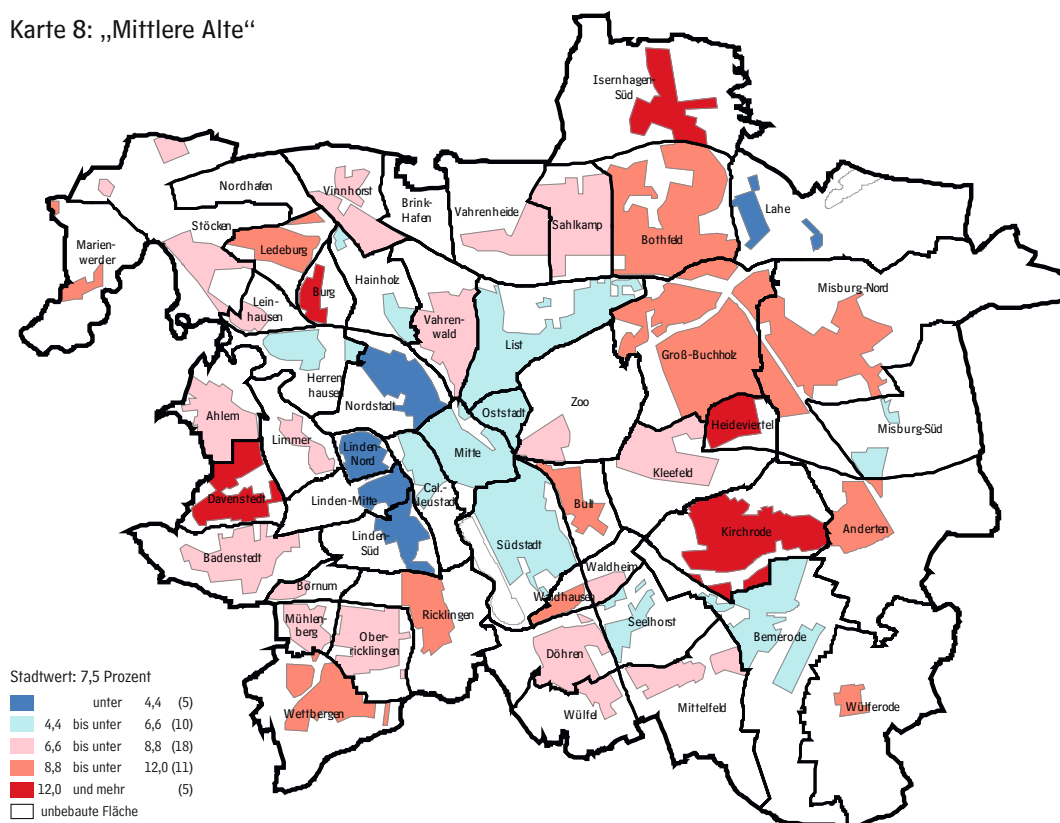 Karte 8: „Mittlere Alte“
Isernhagen-
Süd
Nordhafen
Vinnhorst
Brink-
Hafen
Vahrenheide
Sahlkamp
Bothfeld
Lahe
Stöcken
Marien-
werder
Ledeburg
Hainholz
Burg
Lein-
hausen
Vahren-
wald
List
Groß-Buchholz
Misburg-Nord
Herren
hausen
Nordstadt
Oststadt
Zoo
Heideviertel
Misburg-Süd
Ahlem
Limmer
Linden-
Nord
Mitte
Kleefeld
Davenstedt
Linden-Mitte
Cal.-
Neustadt
Bult
Kirchrode
Anderten
Badenstedt
Linden-
Süd
Südstadt
Waldheim
Bornum
Waldhausen
Mühlen-
berg
Ober-
ricklingen
Ricklingen
Seelhorst
Bemerode
Döhren
Wettbergen
Wülfel
Mittelfeld
Wülferode
Stadtwert: 7,5 Prozent
unter 4,4 (5)
4,4 bis unter 6,6 (10)
6,6 bis unter 8,8 (18)
8,8 bis unter 12,0 (11)
12,0 und mehr (5)
unbebaute Fläche